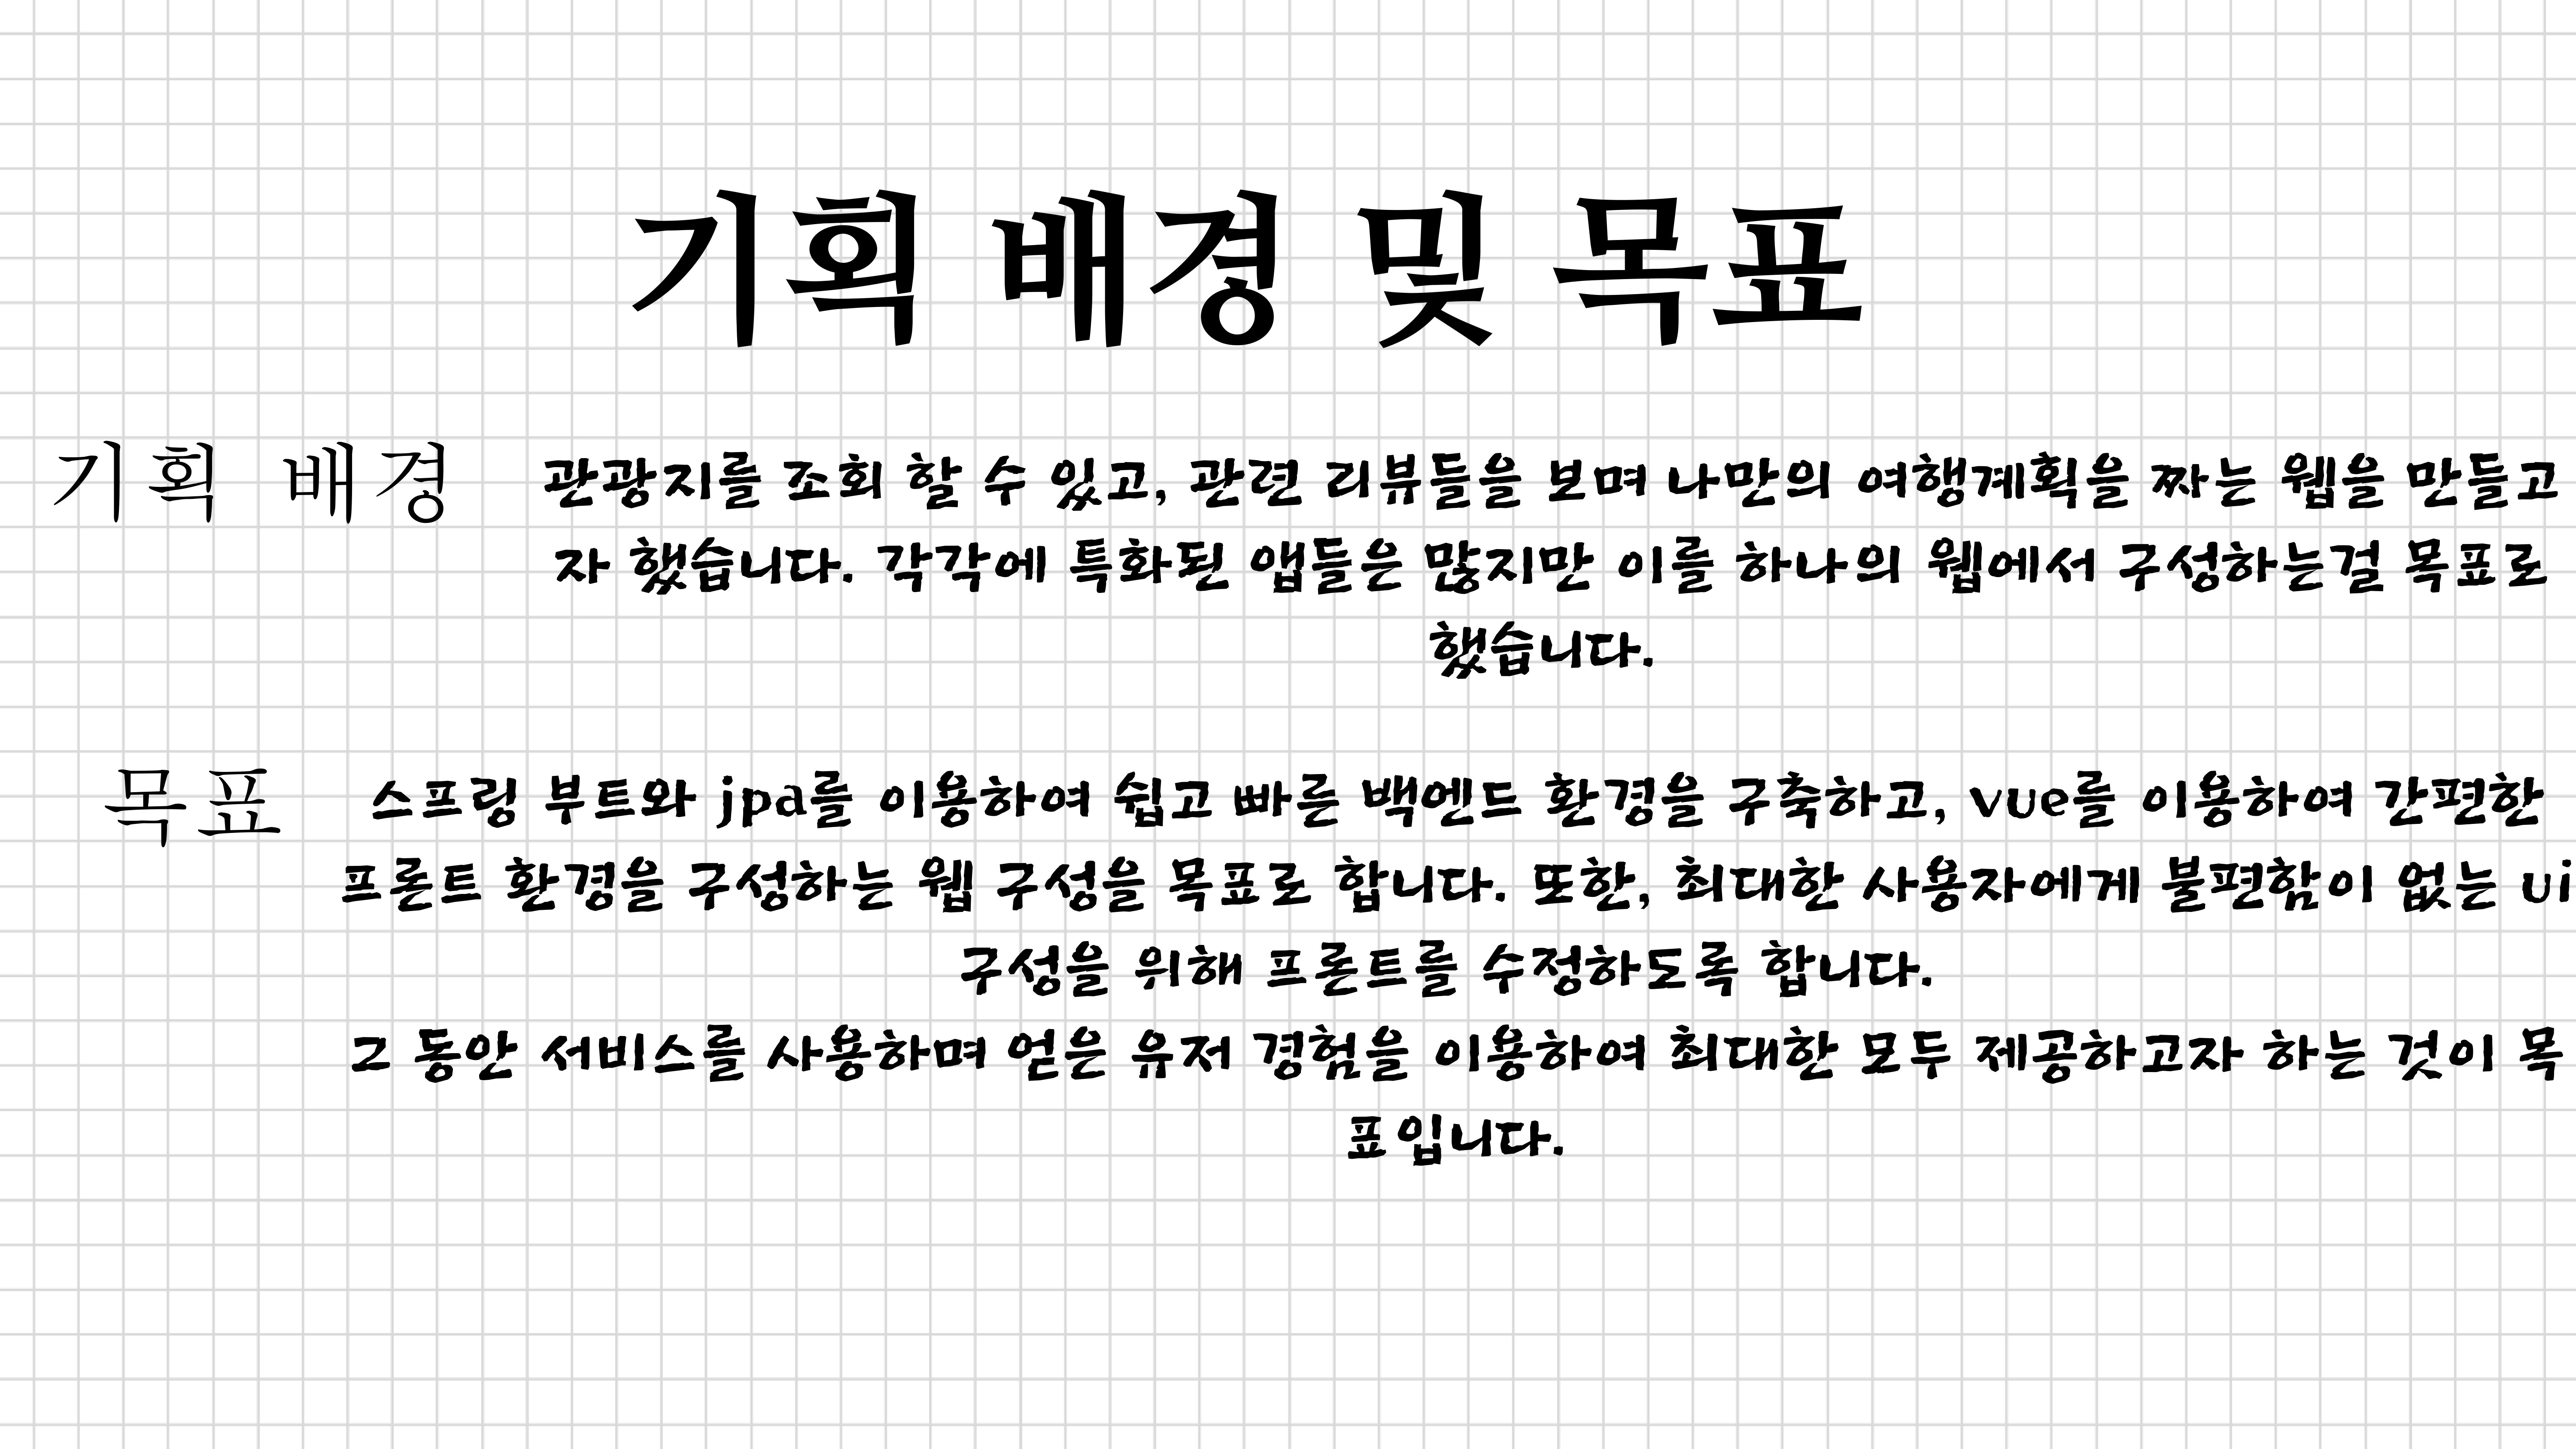 기획 배경 및 목표
기획 배경
관광지를 조회 할 수 있고, 관련 리뷰들을 보며 나만의 여행계획을 짜는 웹을 만들고
자 했습니다. 각각에 특화된 앱들은 많지만 이를 하나의 웹에서 구성하는걸 목표로
했습니다.
목표
스프링 부트와 jpa를 이용하여 쉽고 빠른 백엔드 환경을 구축하고, vue를 이용하여 간편한
프론트 환경을 구성하는 웹 구성을 목표로 합니다. 또한, 최대한 사용자에게 불편함이 없는 ui
구성을 위해 프론트를 수정하도록 합니다.
그 동안 서비스를 사용하며 얻은 유저 경험을 이용하여 최대한 모두 제공하고자 하는 것이 목
표입니다.